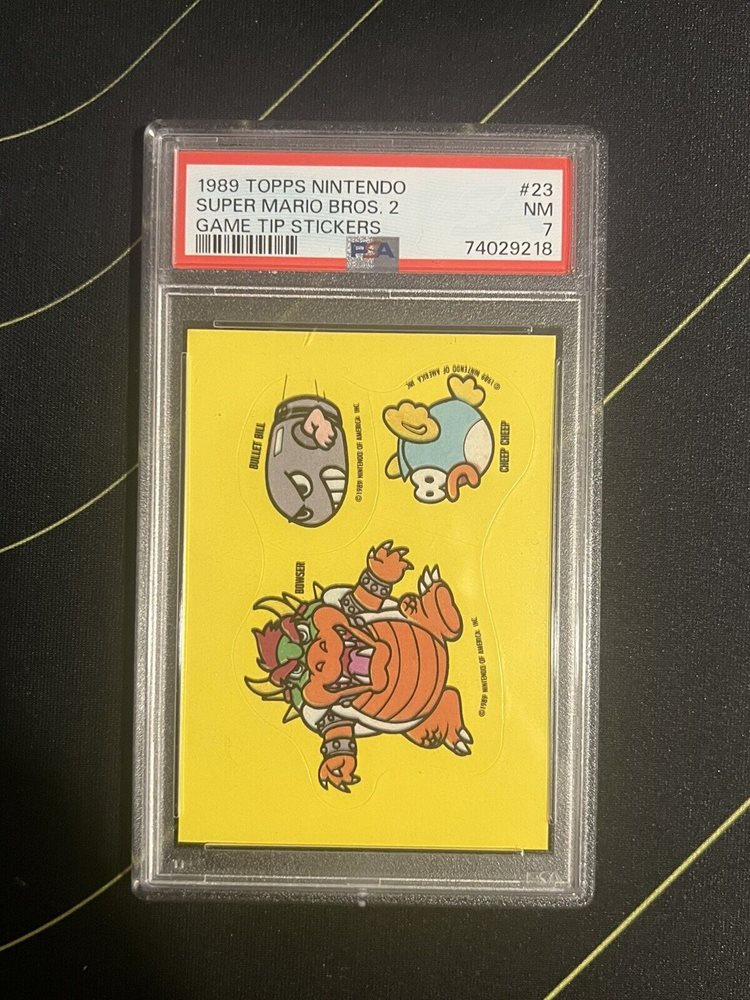 1989 TOPPS NINTENDO #23
SUPER MARIO BROS. 2 NM
GAME TIP STICKERS 7
PSA 74029218
BULLET BILL
©1989 NINTENDO OF AMERICA INC.
© 1989 NINTENDO OF AMERICA INC.
CHEEP CHEEP
BOWSER
©1989 NINTENDO OF AMERICA INC.
PSA